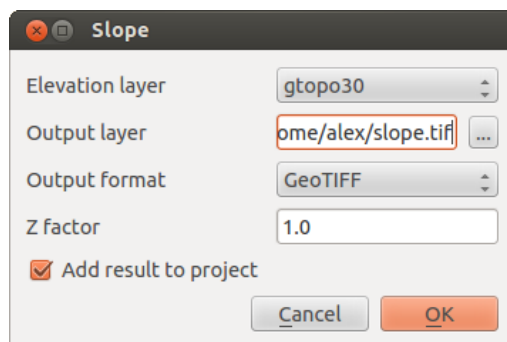 Slope
Elevation layer gtopo30
Output layer ome/alex/slope.tif ...
Output format GeoTIFF
Z factor 1.0
Add result to project
Cancel OK